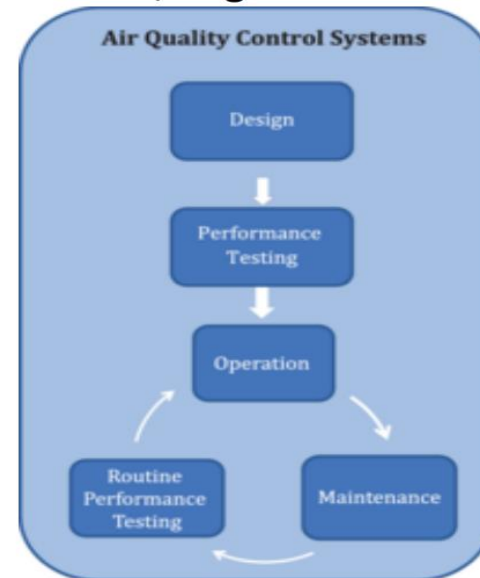 Air Quality Control Systems
Design
Performance
Testing
Operation
Routine
Performance
Testing
Maintenance